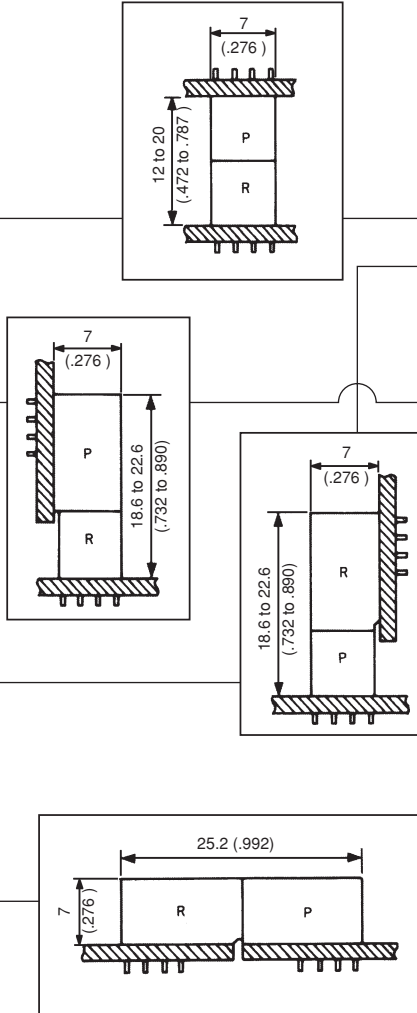 7
(.276 )
12 to 20
(.472 to .787 )
P
R
7
(.276 )
P
R
18.6 to 22.6
(.732 to .890)
7
(.276 )
18.6 to 22.6
(.732 to .890)
R
P
25.2 (.992)
7
(.276 )
R
P